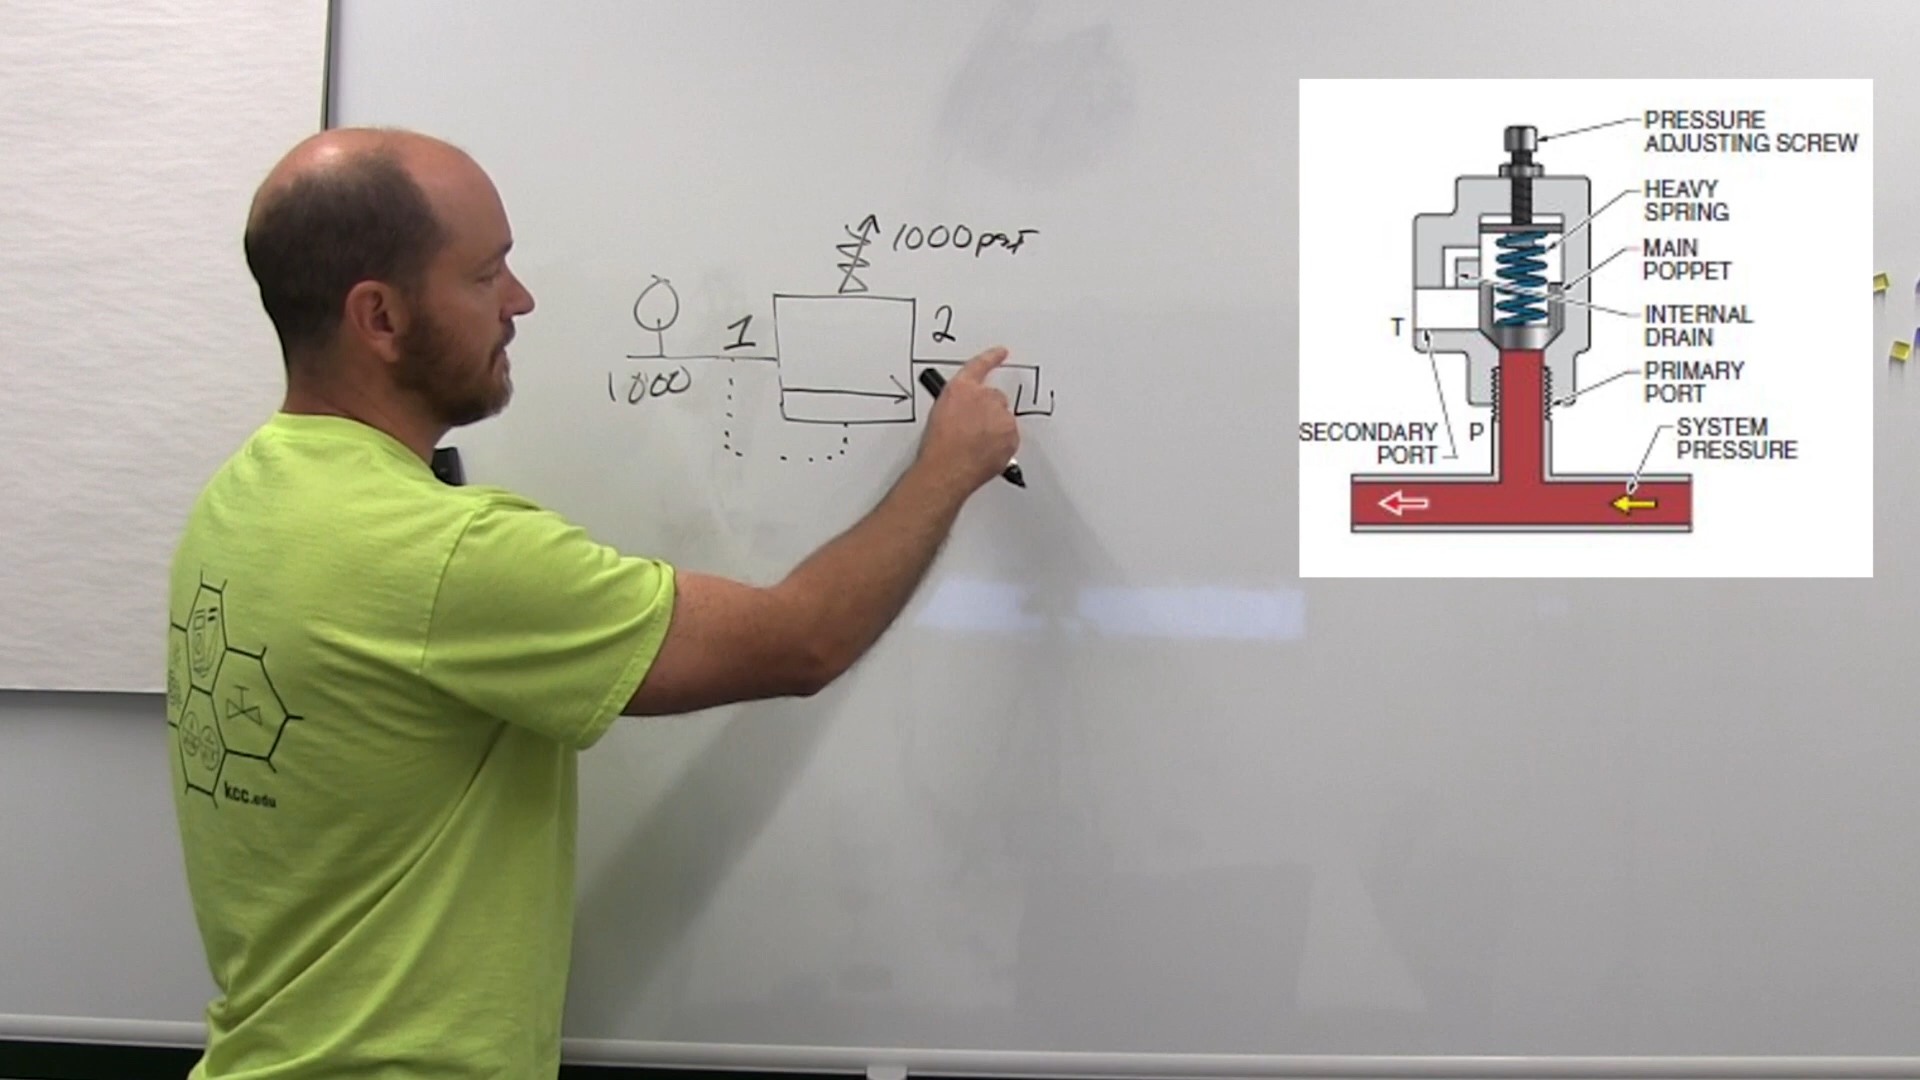 1000psi
1
2
1000
kcc.edu
PRESSURE
ADJUSTING SCREW
HEAVY
SPRING
MAIN
POPPET
INTERNAL
DRAIN
T
PRIMARY
PORT
SECONDARY
PORT
P
SYSTEM
PRESSURE